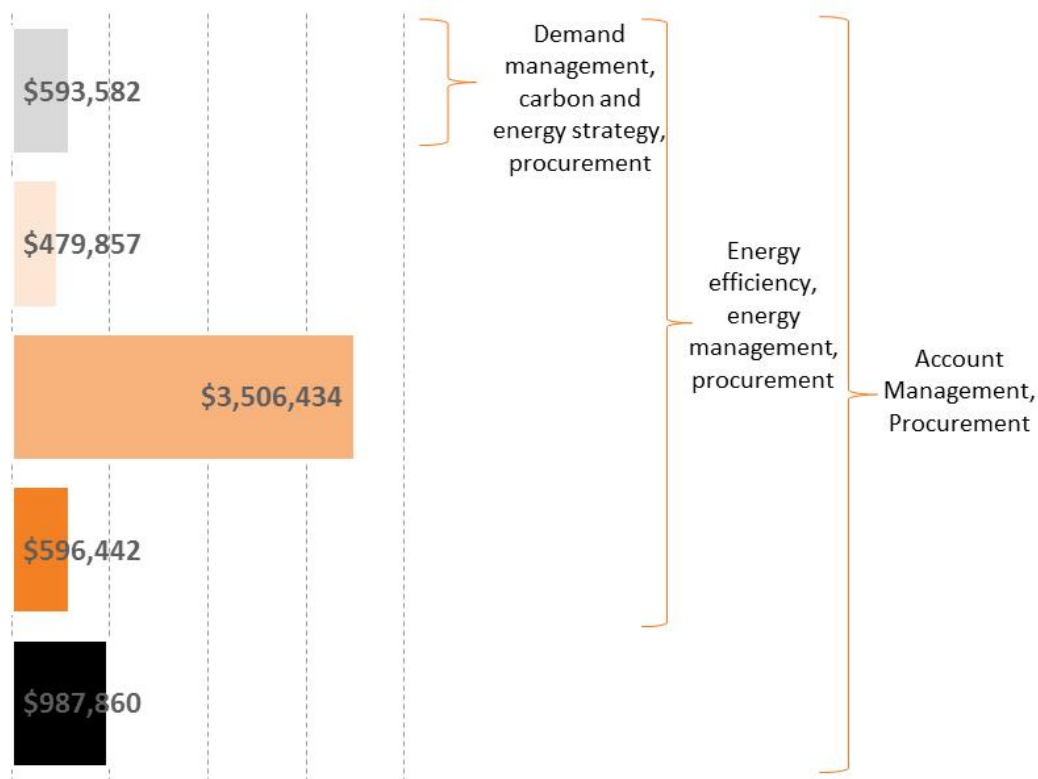 $593,582
$479,857
$3,506,434
$596,442
$987,860
Demand
management,
carbon and
energy strategy,
procurement
Energy
efficiency,
energy
management,
procurement
Account
Management,
Procurement